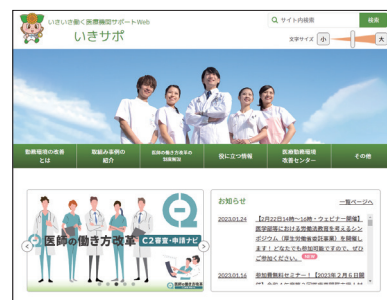 いきいき働く医療機関サポートWeb
いきサポ
サイト内検索
検索
文字サイズ
小
大
勤務環境の改善
とは
取組み事例の
紹介
医師の働き方改革の
制度解説
役に立つ情報
医療勤務環境
改善センター
その他
医師の働き方改革
C2審査・申請ナビ
お知らせ
一覧ページへ
2023.01.24
【2月22日14時～16時・ウェビナー開催】
医学部等における労働法教育を考えるシン
ポジウム（厚生労働省委託事業）を開催し
ます！ どなたでも参加可能ですので、ぜひ
ご参加ください。
NEW
2023.01.16
参加費無料セミナー！【2023年2月6日開